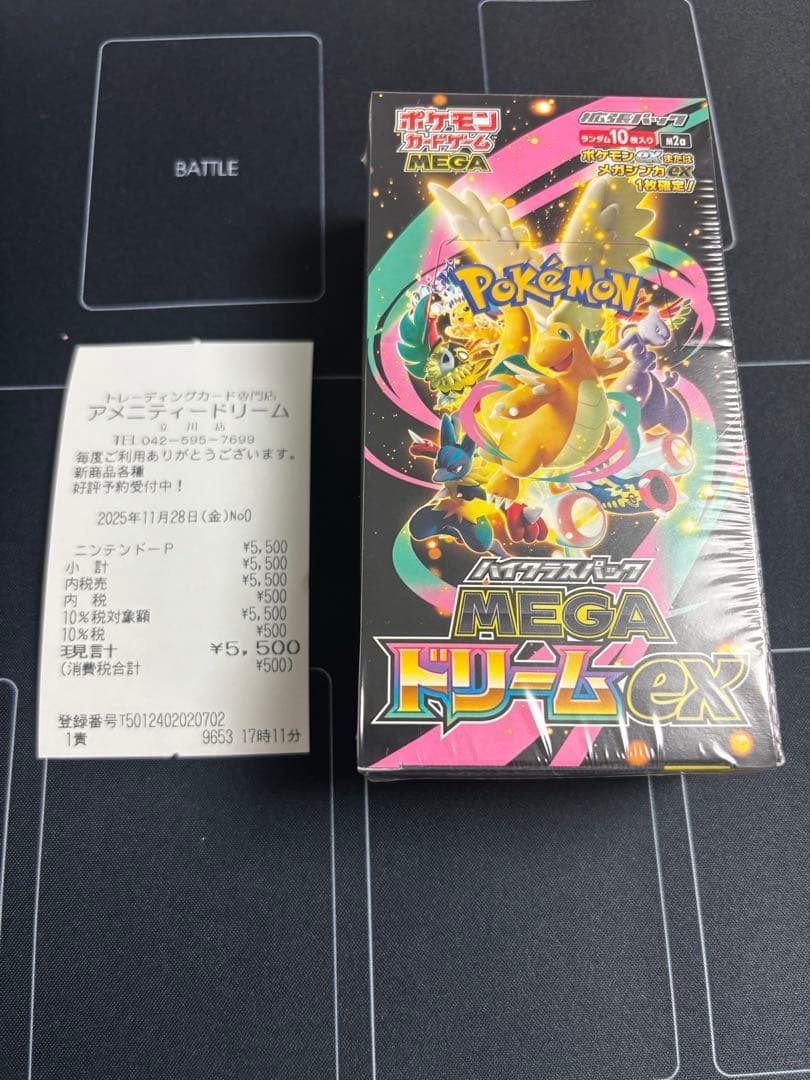 BATTLE
トレーディングカード専門店
アメニティードリーム
立川店
TEL 042-595-7699
毎度ご利用ありがとうございます。
新商品各種
好評予約受付中！
2025年11月28日(金)No0
ニンテンドーP ¥5,500
小計 ¥5,500
内税売 ¥5,500
内税 ¥500
10%税対象額 ¥5,500
10%税 ¥500
現計 ¥5,500
(消費税合計 ¥500)
登録番号T5012402020702
1責 9653 17時11分
ポケモン
カードゲーム
MEGA
拡張パック
ランダム10枚入り M2a
ポケモンexまたは
メガシンカex
1枚確定！
POKéMON
ハイクラスパック
MEGA
ドリームex